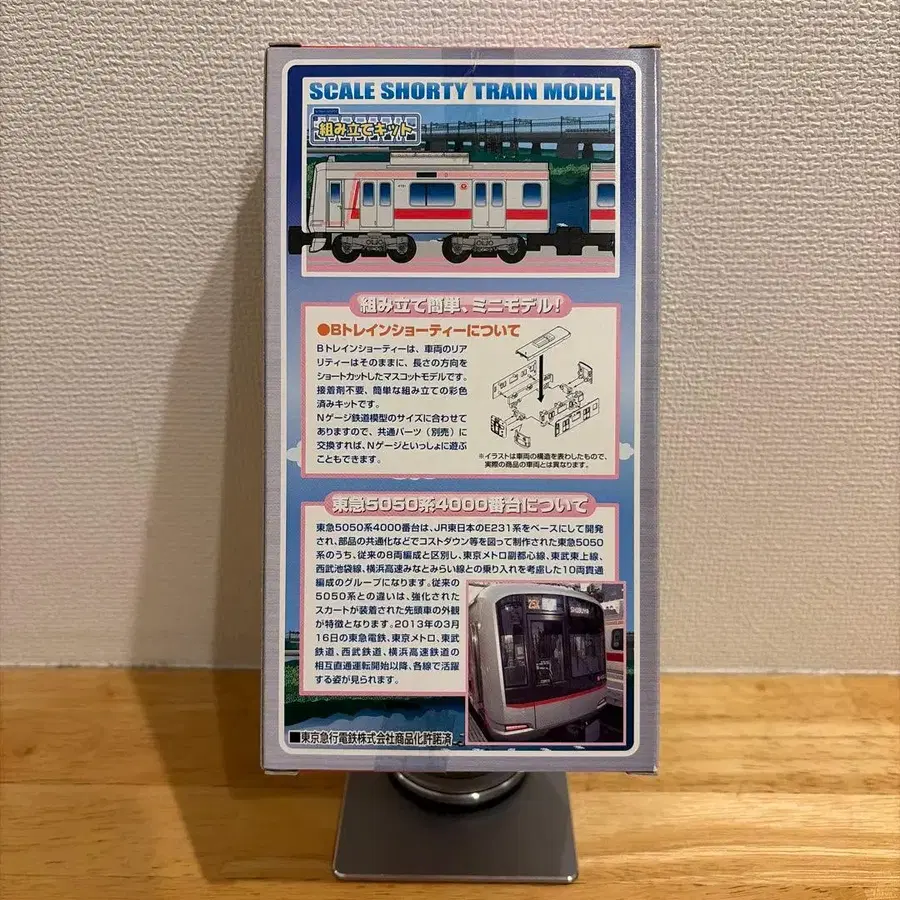 SCALE SHORTY TRAIN MODEL
組み立てキット
組み立て簡単、ミニモデル!
●Bトレインショーティーについて
Bトレインショーティーは、車両のリア
リティーはそのままに、長さの方向を
ショートカットしたマスコットモデルです。
接着剤不要、簡単な組み立ての彩色
済みキットです。
Nゲージ鉄道模型のサイズに合わせて
ありますので、共通パーツ(別売)に
交換すれば、Nゲージといっしょに遊ぶ
こともできます。
※イラストは車両の構造を表わしたもので、
実際の商品の車両とは異なります。
東急5050系4000番台について
東急5050系4000番台は、JR東日本のE231系をベースにして開発
され、部品の共通化などでコストダウン等を図って制作された東急5050
系のうち、従来の8両編成と区別し、東京メトロ副都心線、東武東上線、
西武池袋線、横浜高速みなとみらい線との乗り入れを考慮した10両貫通
編成のグループになります。従来の
5050系との違いは、強化された
スカートが装着された先頭車の外観
が特徴となります。2013年の3月
16日の東急電鉄、東京メトロ、東武
鉄道、西武鉄道、横浜高速鉄道の
相互直通運転開始以降、各線で活躍
する姿が見られます。
■東京急行電鉄株式会社商品化許諾済